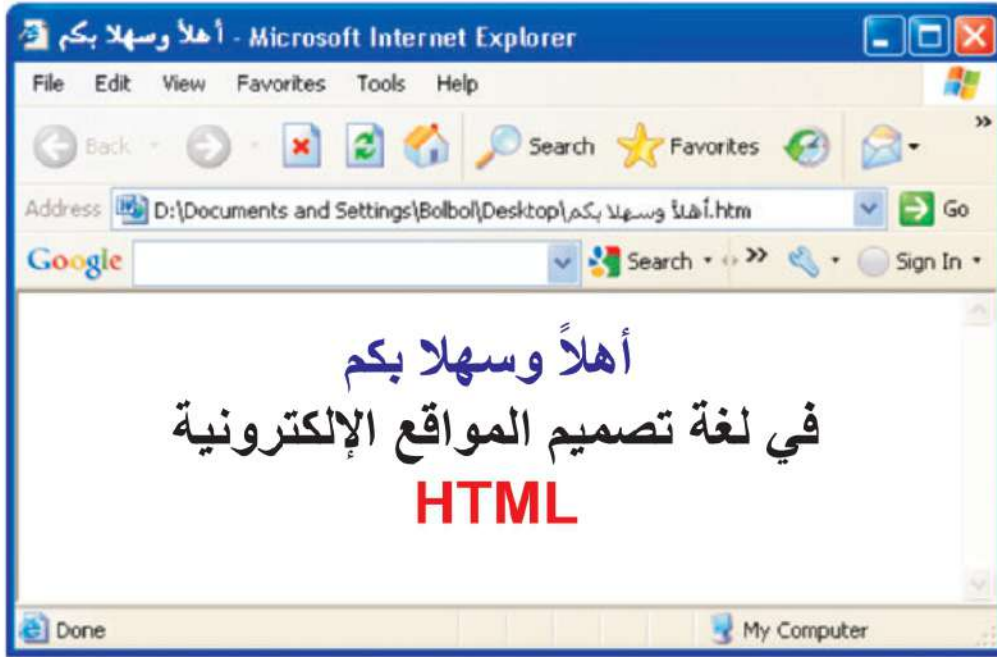 أهلاً وسهلا بكم - Microsoft Internet Explorer
File Edit View Favorites Tools Help
Back Search Favorites
Address D:\Documents and Settings\Bolbol\Desktop\أهلاً وسهلا بكم.htm Go
Google Search Sign In
أهلاً وسهلا بكم
في لغة تصميم المواقع الإلكترونية
HTML
Done My Computer